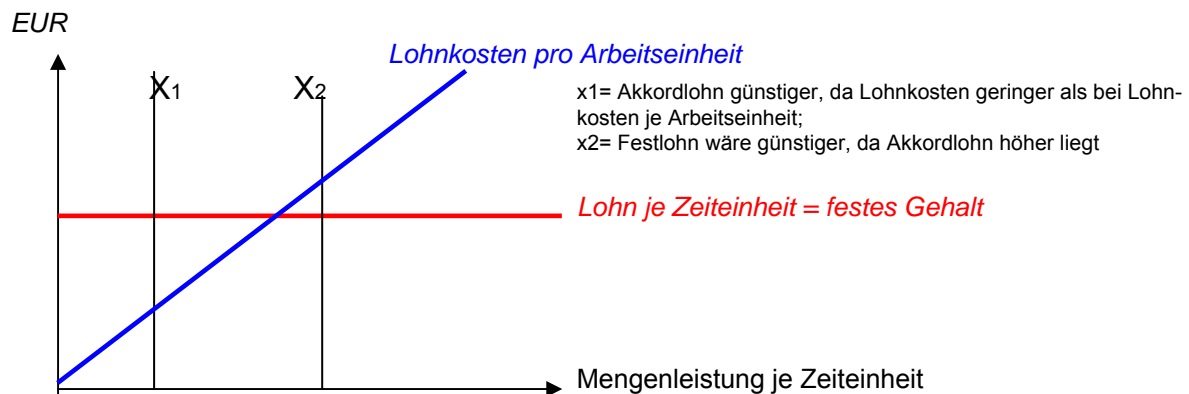 EUR
Lohnkosten pro Arbeitseinheit
X1
X2
x1= Akkordlohn günstiger, da Lohnkosten geringer als bei Lohn-
kosten je Arbeitseinheit;
x2= Festlohn wäre günstiger, da Akkordlohn höher liegt
Lohn je Zeiteinheit = festes Gehalt
Mengenleistung je Zeiteinheit